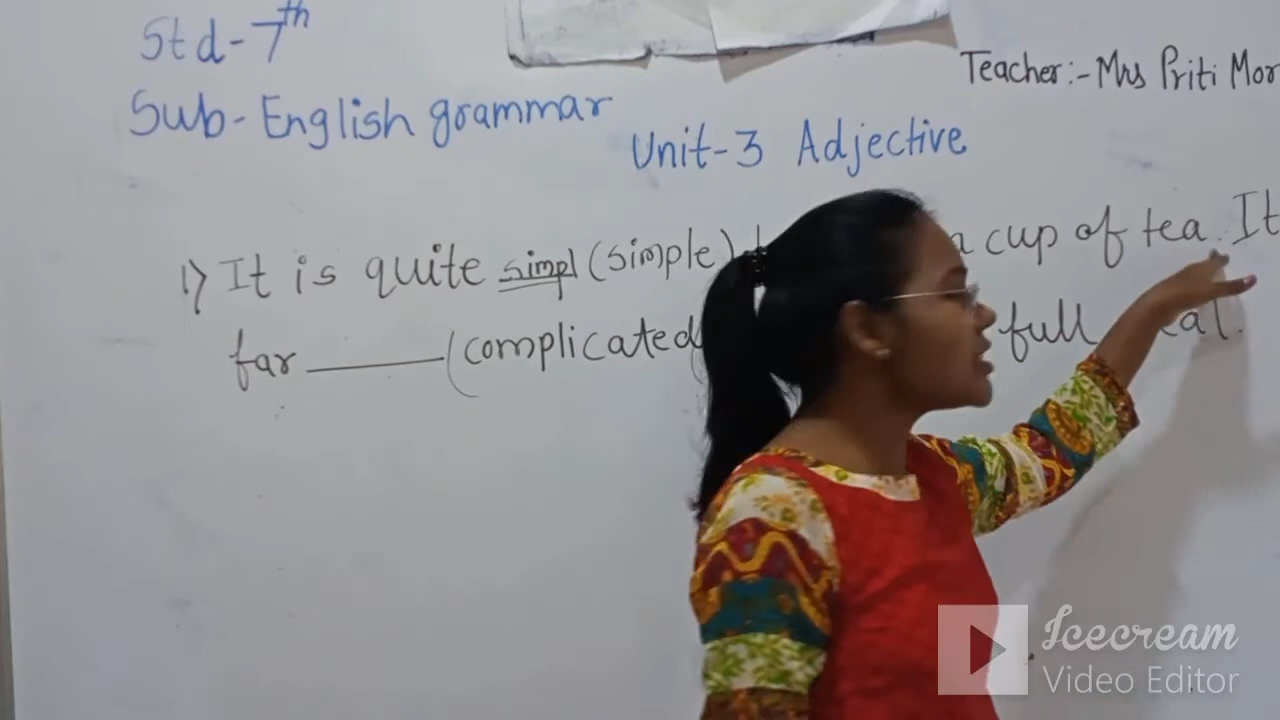 Std-7th
Sub-English grammar
Teacher:-Mrs Priti Mor
Unit-3 Adjective
1) It is quite simpl (simple) a cup of tea. It
far ______ (complicated) full
Icecream
Video Editor